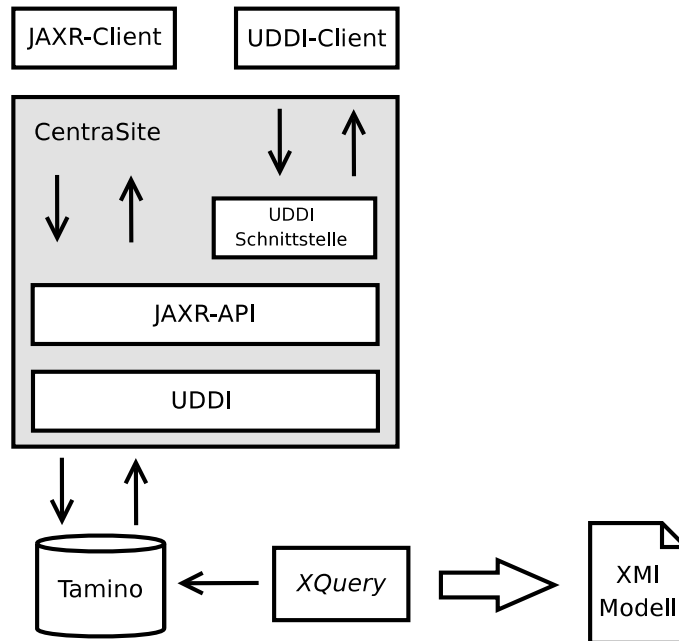 JAXR-Client
UDDI-Client
CentraSite
UDDI
Schnittstelle
JAXR-API
UDDI
Tamino
XQuery
XMI
Modell